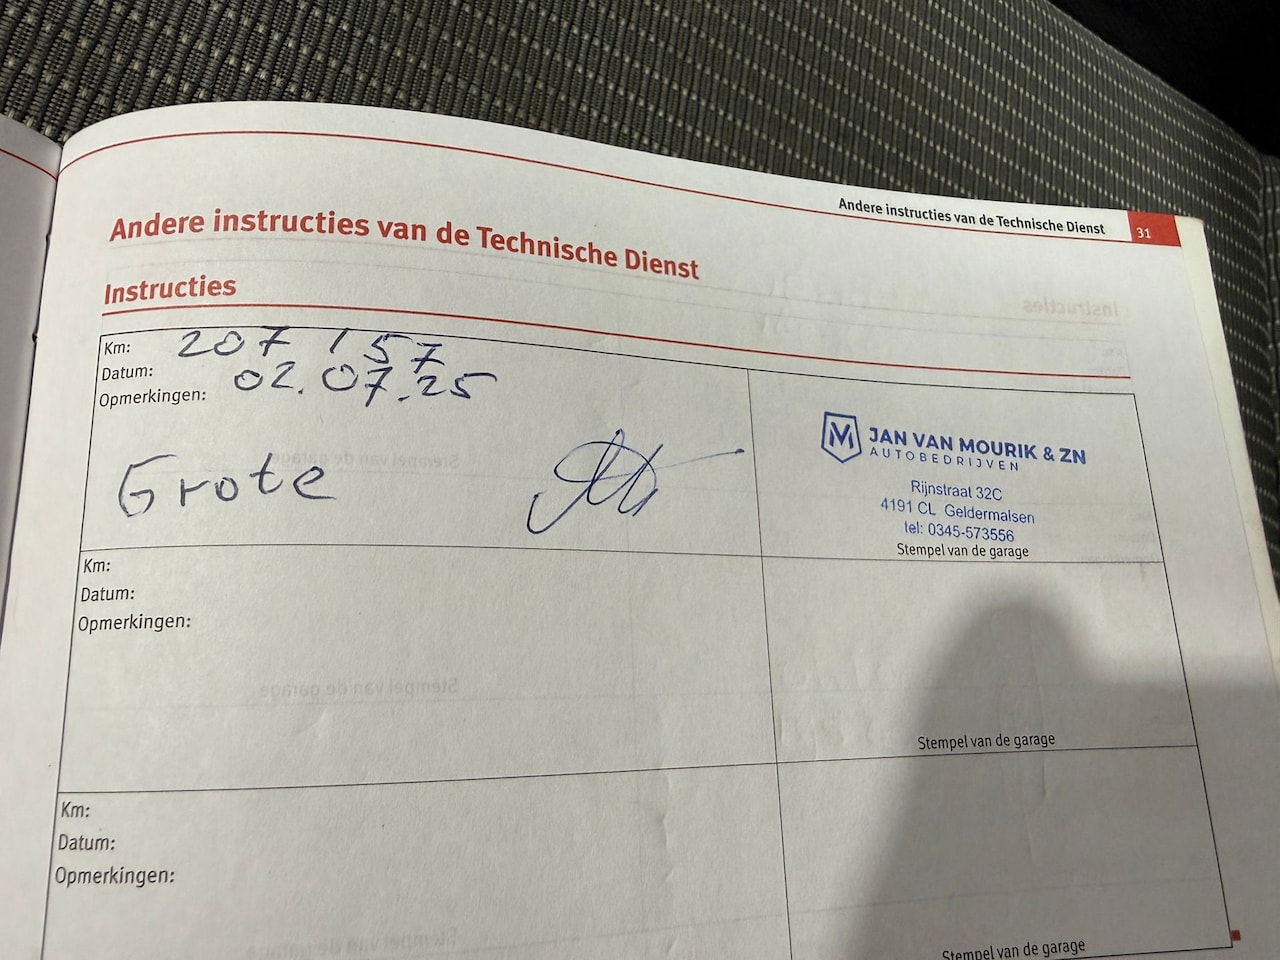 Andere instructies van de Technische Dienst 31
Andere instructies van de Technische Dienst
Instructies
Km: 207 157
Datum: 02.07.25
Opmerkingen:
Grote
JAN VAN MOURIK & ZN
AUTOBEDRIJVEN
Rijnstraat 32C
4191 CL Geldermalsen
tel: 0345-573556
Stempel van de garage
Km:
Datum:
Opmerkingen:
Stempel van de garage
Km:
Datum:
Opmerkingen:
Stempel van de garage